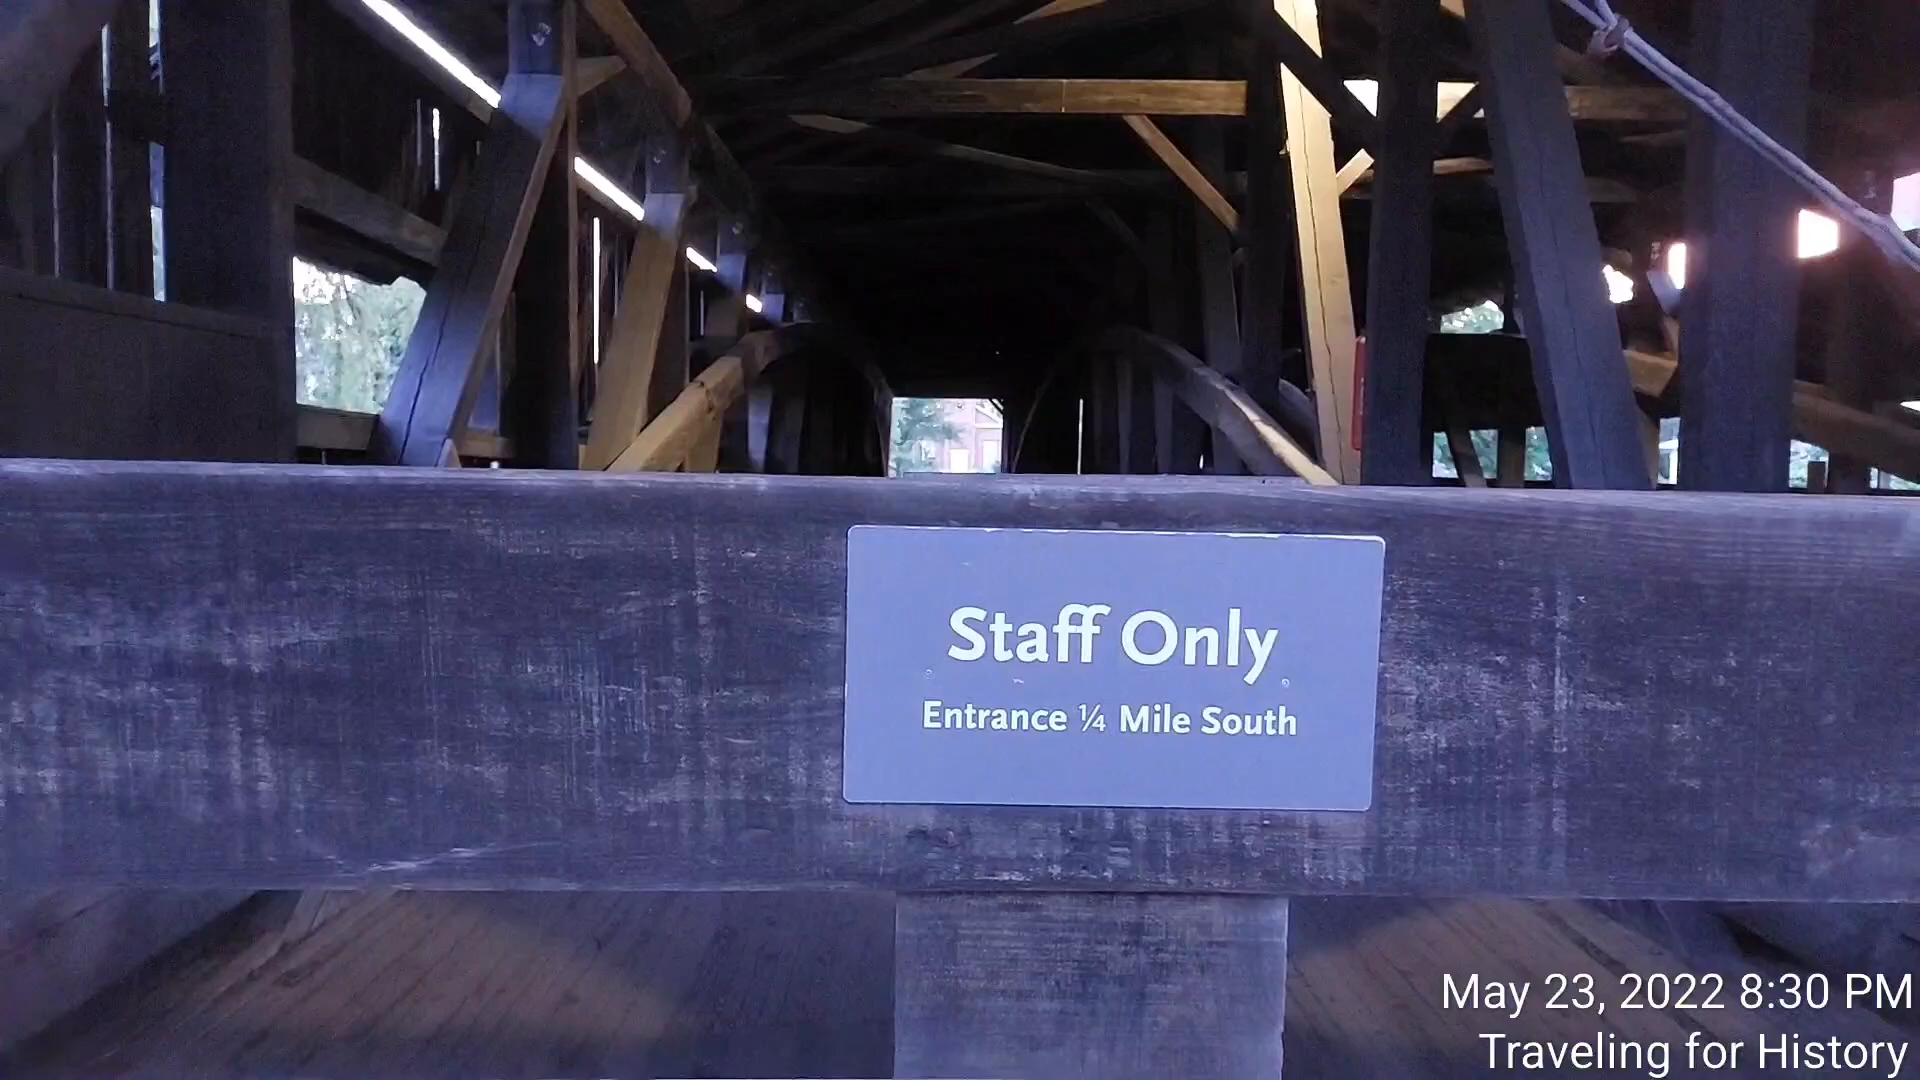 Staff Only
Entrance ¼ Mile South
May 23, 2022 8:30 PM
Traveling for History